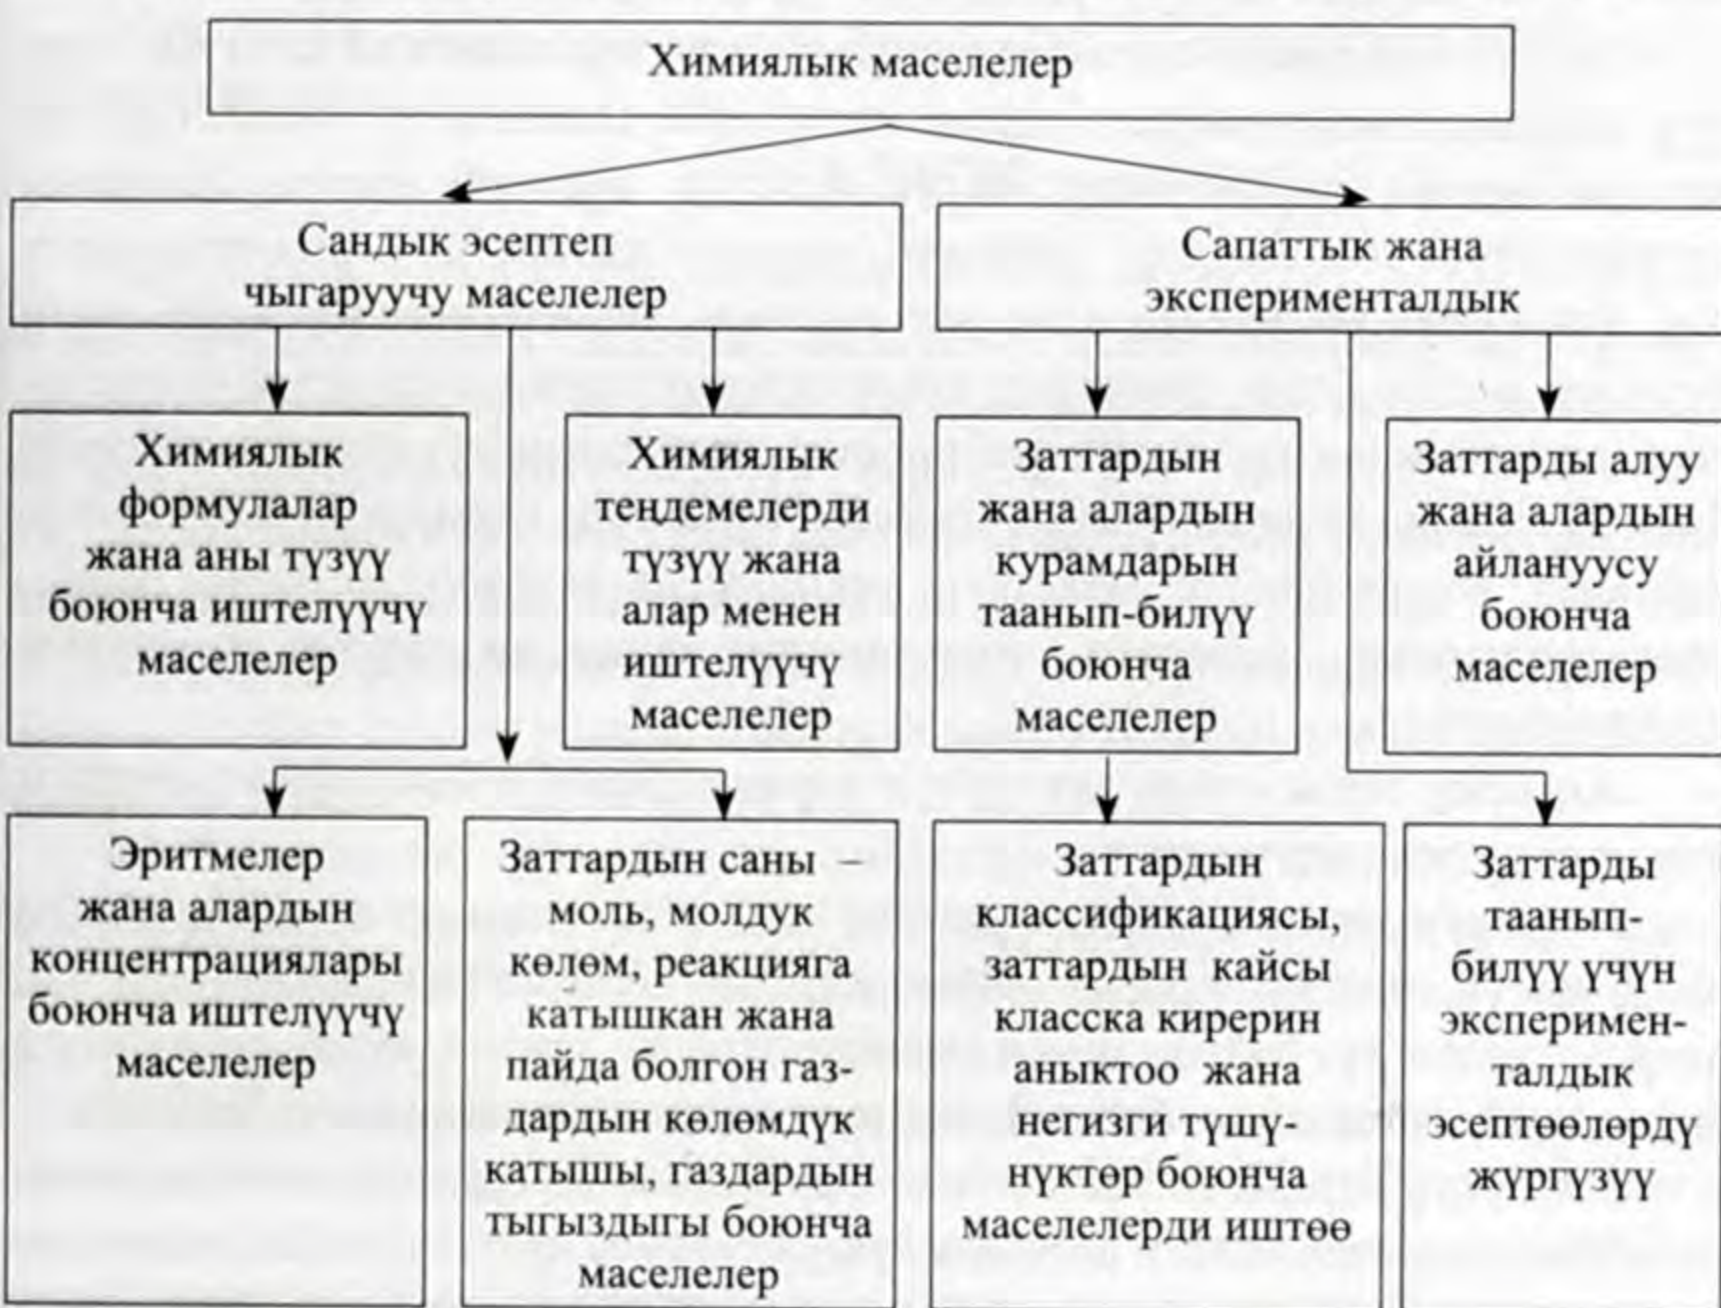 Химиялык маселелер
Сандык эсептеп
чыгаруучу маселелер
Сапаттык жана
эксперименталдык
Химиялык
формулалар
жана аны түзүү
боюнча иштелүүчү
маселелер
Химиялык
теңдемелерди
түзүү жана
алар менен
иштелүүчү
маселелер
Заттардын
жана алардын
курамдарын
таанып-билүү
боюнча
маселелер
Заттарды алуу
жана алардын
айлануусу
боюнча
маселелер
Эритмелер
жана алардын
концентрациялары
боюнча иштелүүчү
маселелер
Заттардын саны –
моль, молдук
көлөм, реакцияга
катышкан жана
пайда болгон газ-
дардын көлөмдүк
катышы, газдардын
тыгыздыгы боюнча
маселелер
Заттардын
классификациясы,
заттардын кайсы
класска кирерин
аныктоо жана
негизги түшү-
нүктөр боюнча
маселелерди иштөө
Заттарды
таанып-
билүү үчүн
эксперимен-
талдык
эсептөөлөрдү
жүргүзүү